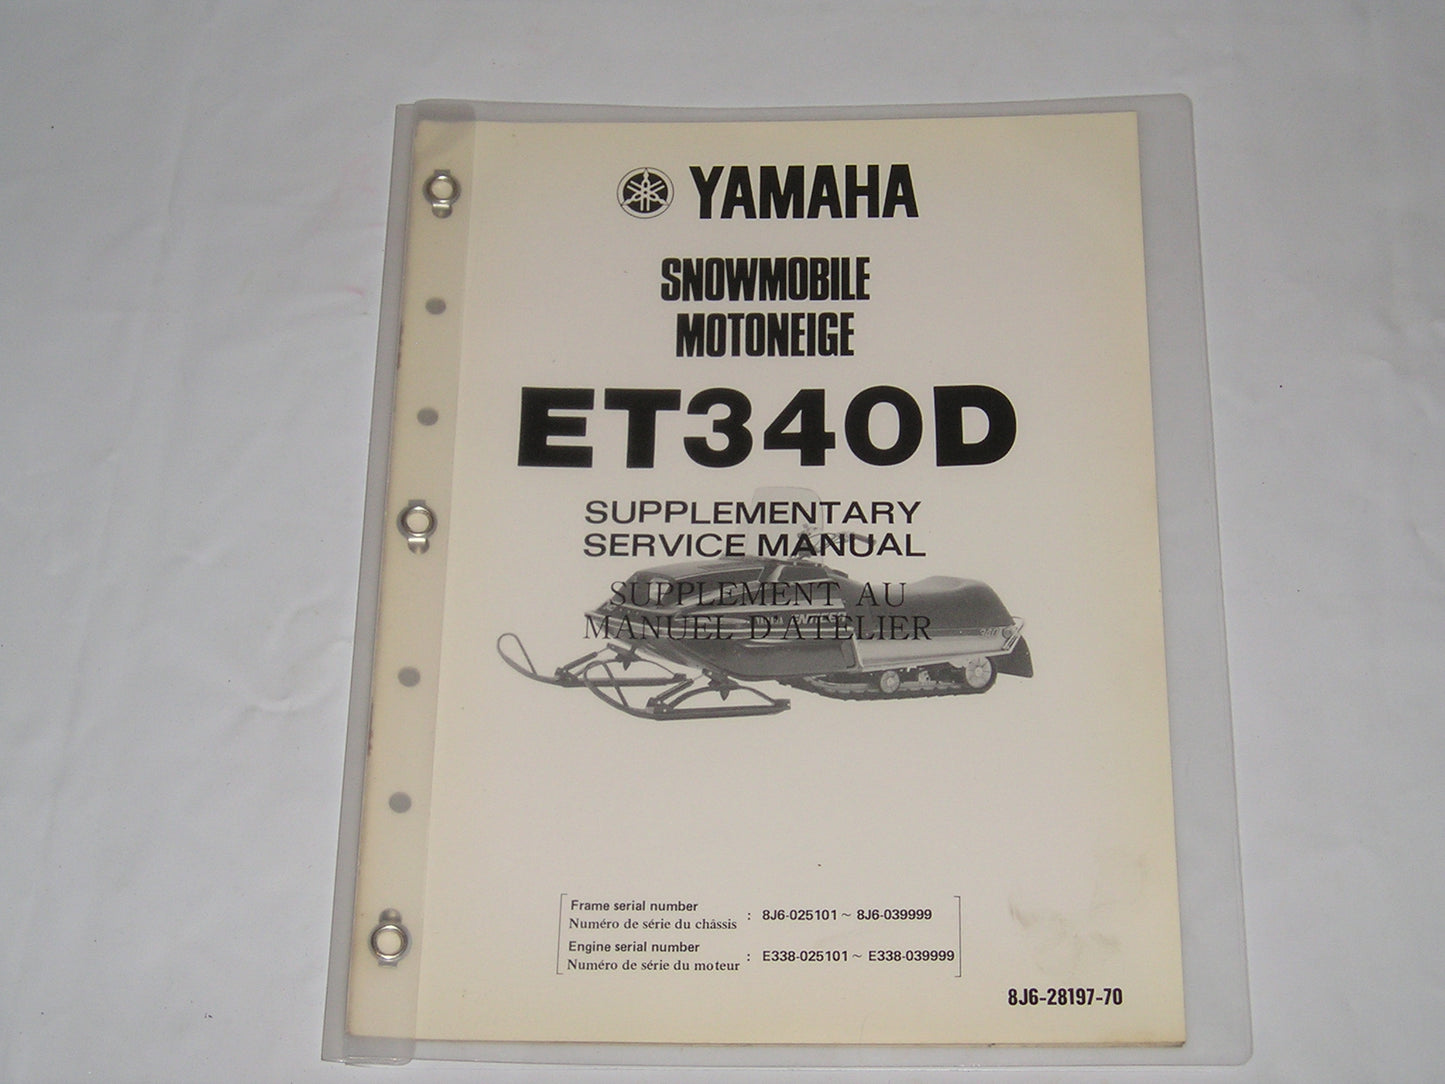 YAMAHA
SNOWMOBILE
MOTONEIGE
ET340D
SUPPLEMENTARY
SERVICE MANUAL
SUPPLEMENT AU
MANUEL D'ATELIER
340
Frame serial number
Numéro de série du châssis : 8J6-025101 ~ 8J6-039999
Engine serial number
Numéro de série du moteur : E338-025101 ~ E338-039999
8J6-28197-70